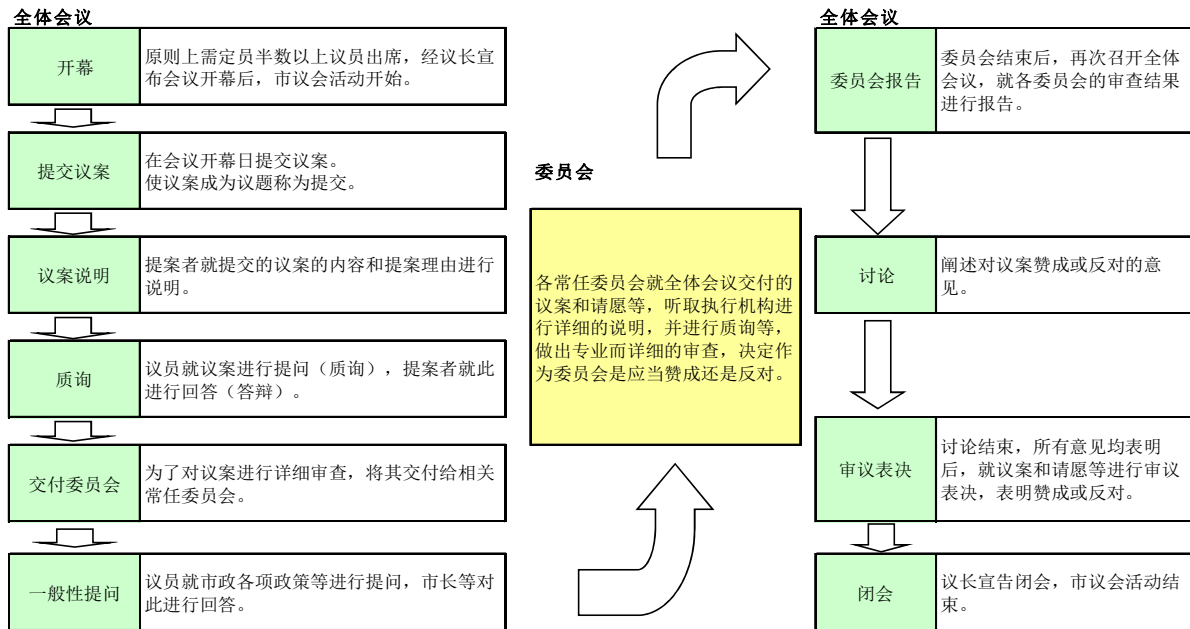 全体会议
开幕
原则上需定员半数以上议员出席，经议长宣
布会议开幕后，市议会活动开始。
提交议案
在会议开幕日提交议案。
使议案成为议题称为提交。
议案说明
提案者就提交的议案的内容和提案理由进行
说明。
质询
议员就议案进行提问（质询），提案者就此
进行回答（答辩）。
交付委员会
为了对议案进行详细审查，将其交付给相关
常任委员会。
一般性提问
议员就市政各项政策等进行提问，市长等对
此进行回答。
委员会
各常任委员会就全体会议交付的
议案和请愿等，听取执行机构进
行详细的说明，并进行质询等，
做出专业而详细的审查，决定作
为委员会是应当赞成还是反对。
全体会议
委员会报告
委员会结束后，再次召开全体
会议，就各委员会的审查结果
进行报告。
讨论
阐述对议案赞成或反对的意
见。
审议表决
讨论结束，所有意见均表明
后，就议案和请愿等进行审议
表决，表明赞成或反对。
闭会
议长宣告闭会，市议会活动结
束。